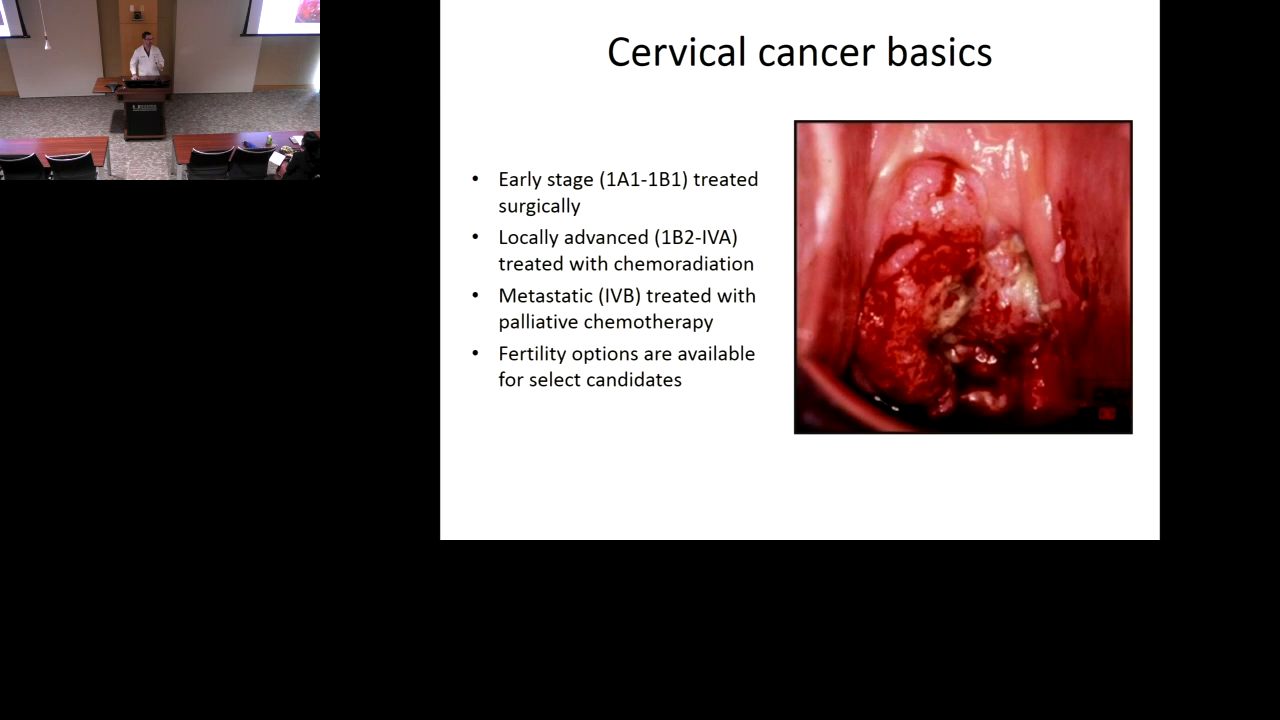 Cervical cancer basics
• Early stage (1A1-1B1) treated
surgically
• Locally advanced (1B2-IVA)
treated with chemoradiation
• Metastatic (IVB) treated with
palliative chemotherapy
• Fertility options are available
for select candidates